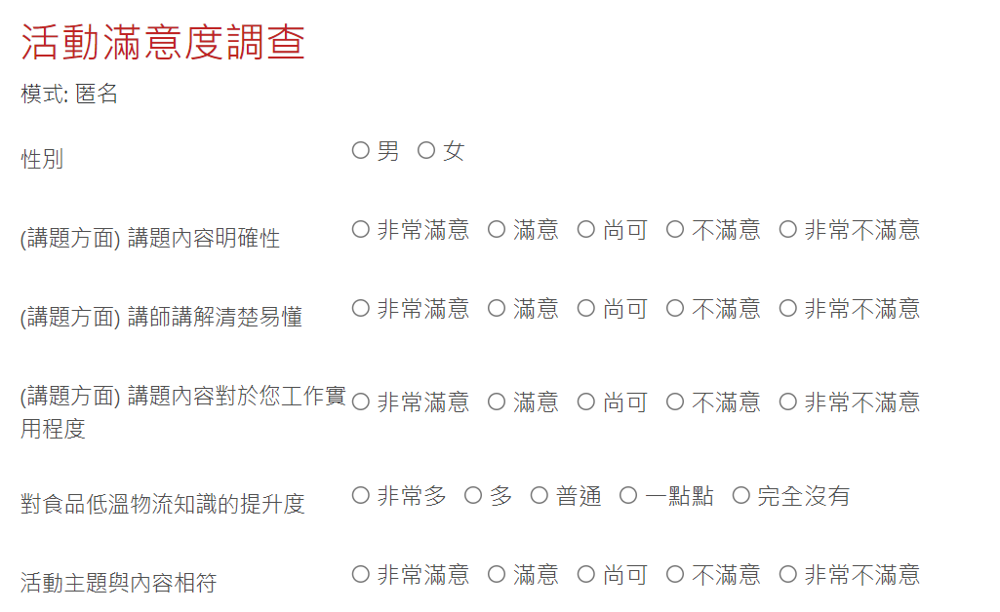 活動滿意度調查
模式: 匿名
性別 男 女
(講題方面) 講題內容明確性 非常滿意 滿意 尚可 不滿意 非常不滿意
(講題方面) 講師講解清楚易懂 非常滿意 滿意 尚可 不滿意 非常不滿意
(講題方面) 講題內容對於您工作實 非常滿意 滿意 尚可 不滿意 非常不滿意
用程度
對食品低溫物流知識的提升度 非常多 多 普通 一點點 完全沒有
活動主題與內容相符 非常滿意 滿意 尚可 不滿意 非常不滿意